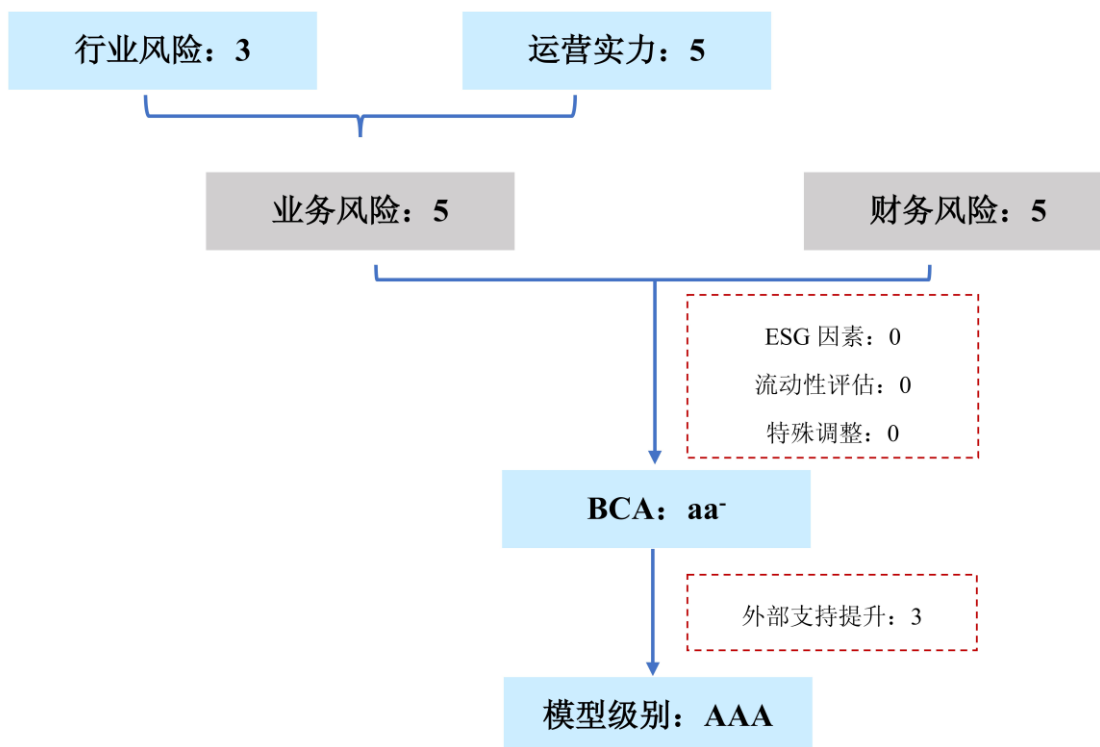 行业风险：3
运营实力：5
业务风险：5
财务风险：5
ESG 因素：0
流动性评估：0
特殊调整：0
BCA：aa⁻
外部支持提升：3
模型级别：AAA